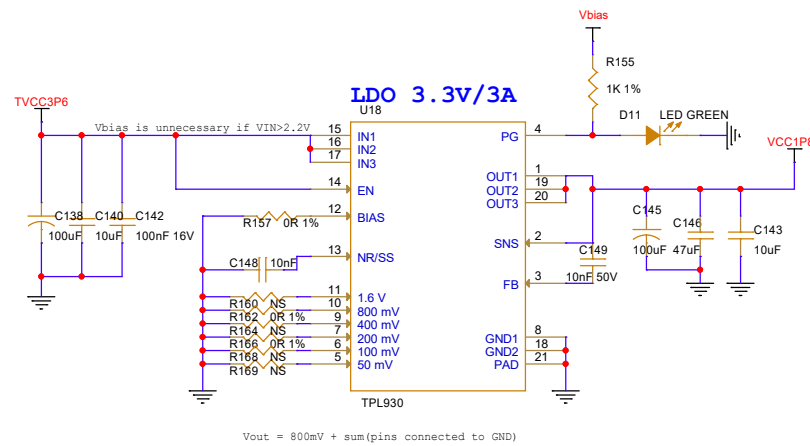 Vbias
R155
1K 1%
LDO 3.3V/3A
TVCC3P6
U18
D11 LED GREEN
Vbias is unnecessary if VIN>2.2V
VCC1P8
15 IN1 PG 4
16 IN2
17 IN3
OUT1 1
14 EN OUT2 19
OUT3 20
12 BIAS
R157 0R 1%
C138 C140 C142
100uF 10uF 100nF 16V
C145 C146 C143
100uF 47uF 10uF
SNS 2
13 NR/SS
C148 10nF
C149
10nF 50V
FB 3
11 1.6 V
R160 NS
10 800 mV
R162 0R 1%
9 400 mV
R164 NS
7 200 mV
R166 0R 1%
6 100 mV
R168 NS
5 50 mV
R169 NS
GND1 8
GND2 18
PAD 21
TPL930
Vout = 800mV + sum(pins connected to GND)